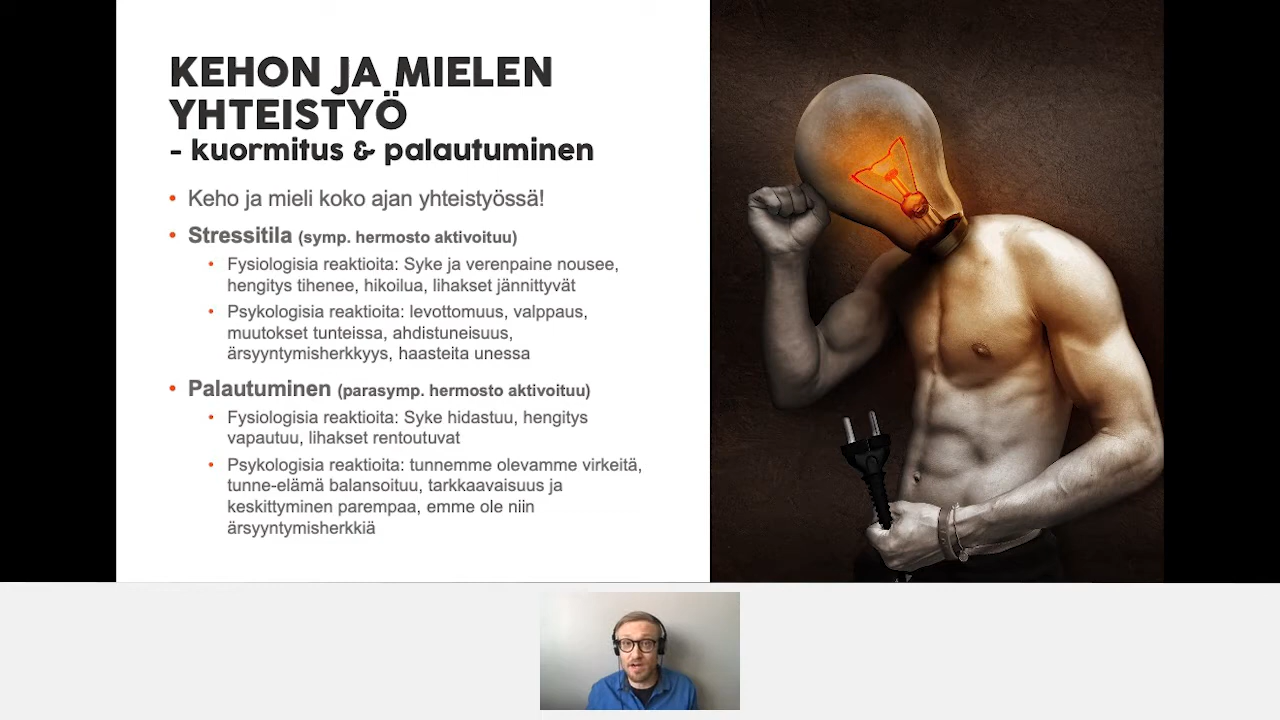 KEHON JA MIELEN
YHTEISTYÖ
- kuormitus & palautuminen
• Keho ja mieli koko ajan yhteistyössä!
• Stressitila (symp. hermosto aktivoituu)
• Fysiologisia reaktioita: Syke ja verenpaine nousee,
hengitys tihenee, hikoilua, lihakset jännittyvät
• Psykologisia reaktioita: levottomuus, valppaus,
muutokset tunteissa, ahdistuneisuus,
ärsyyntymisherkkyys, haasteita unessa
• Palautuminen (parasymp. hermosto aktivoituu)
• Fysiologisia reaktioita: Syke hidastuu, hengitys
vapautuu, lihakset rentoutuvat
• Psykologisia reaktioita: tunnemme olevamme virkeitä,
tunne-elämä balansoituu, tarkkaavaisuus ja
keskittyminen parempaa, emme ole niin
ärsyyntymisherkkiä